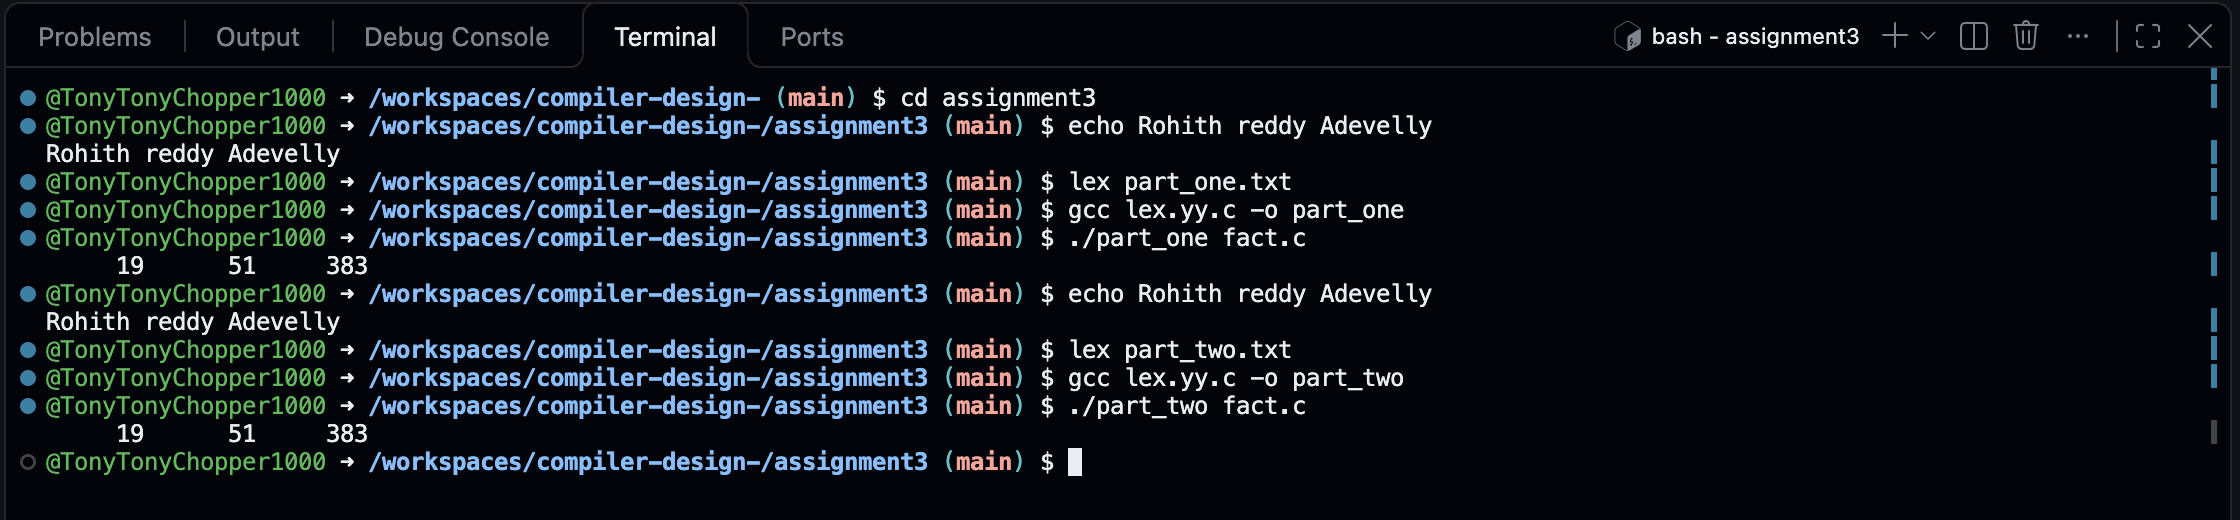 Problems Output Debug Console Terminal Ports bash - assignment3
@TonyTonyChopper1000 → /workspaces/compiler-design- (main) $ cd assignment3
@TonyTonyChopper1000 → /workspaces/compiler-design-/assignment3 (main) $ echo Rohith reddy Adevelly
Rohith reddy Adevelly
@TonyTonyChopper1000 → /workspaces/compiler-design-/assignment3 (main) $ lex part_one.txt
@TonyTonyChopper1000 → /workspaces/compiler-design-/assignment3 (main) $ gcc lex.yy.c -o part_one
@TonyTonyChopper1000 → /workspaces/compiler-design-/assignment3 (main) $ ./part_one fact.c
19 51 383
@TonyTonyChopper1000 → /workspaces/compiler-design-/assignment3 (main) $ echo Rohith reddy Adevelly
Rohith reddy Adevelly
@TonyTonyChopper1000 → /workspaces/compiler-design-/assignment3 (main) $ lex part_two.txt
@TonyTonyChopper1000 → /workspaces/compiler-design-/assignment3 (main) $ gcc lex.yy.c -o part_two
@TonyTonyChopper1000 → /workspaces/compiler-design-/assignment3 (main) $ ./part_two fact.c
19 51 383
@TonyTonyChopper1000 → /workspaces/compiler-design-/assignment3 (main) $